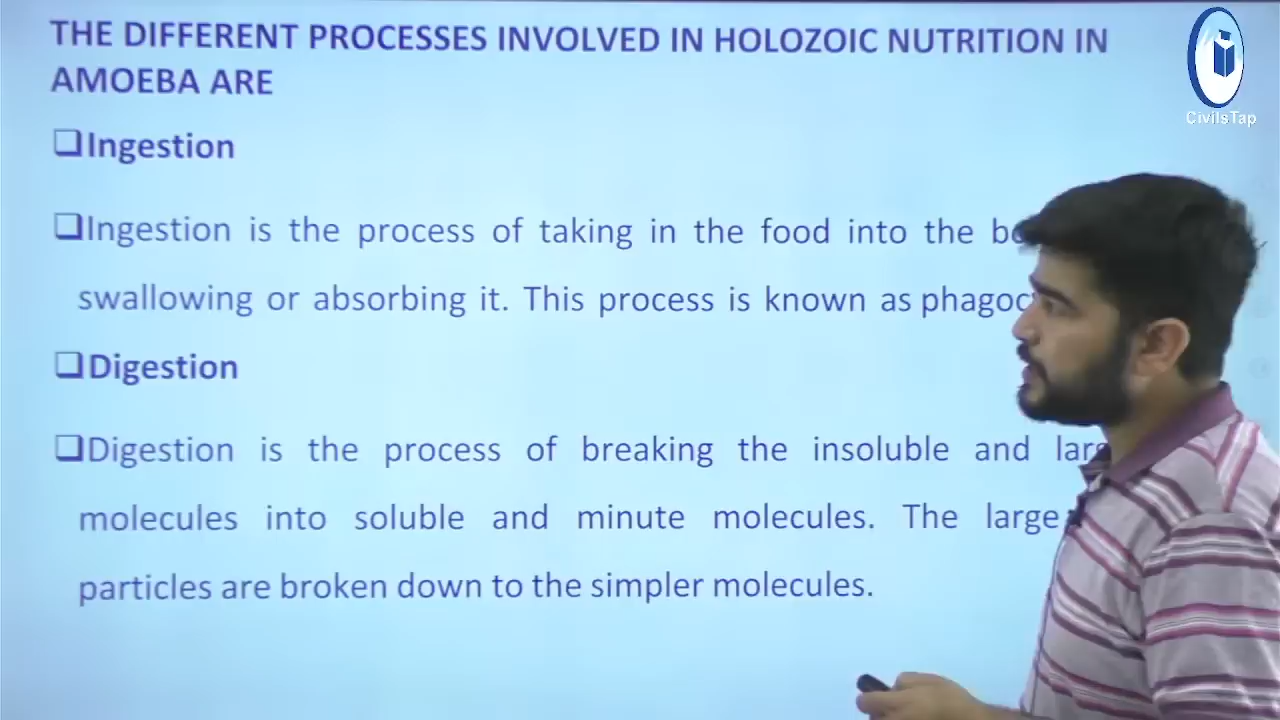 THE DIFFERENT PROCESSES INVOLVED IN HOLOZOIC NUTRITION IN
AMOEBA ARE
CivilsTap
Ingestion
Ingestion is the process of taking in the food into the
swallowing or absorbing it. This process is known as
Digestion
Digestion is the process of breaking the insoluble and
molecules into soluble and minute molecules. The large
particles are broken down to the simpler molecules.